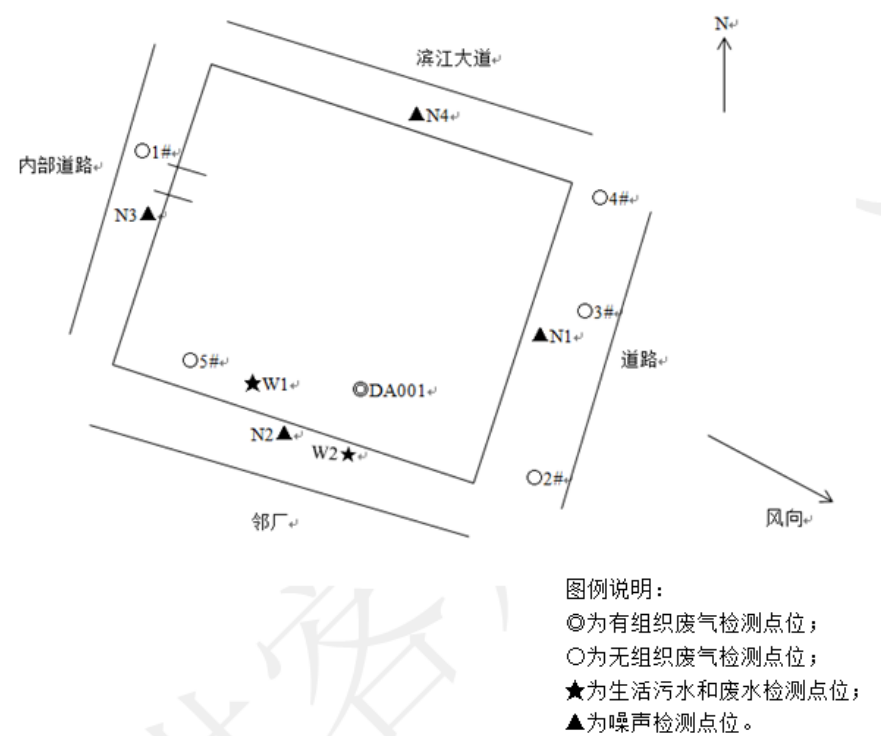 N
滨江大道
▲N4
○1#
内部道路
○4#
N3▲
○3#
▲N1
道路
○5#
★W1
◎DA001
N2▲
W2★
○2#
邻厂
风向
图例说明：
◎为有组织废气检测点位；
○为无组织废气检测点位；
★为生活污水和废水检测点位；
▲为噪声检测点位。